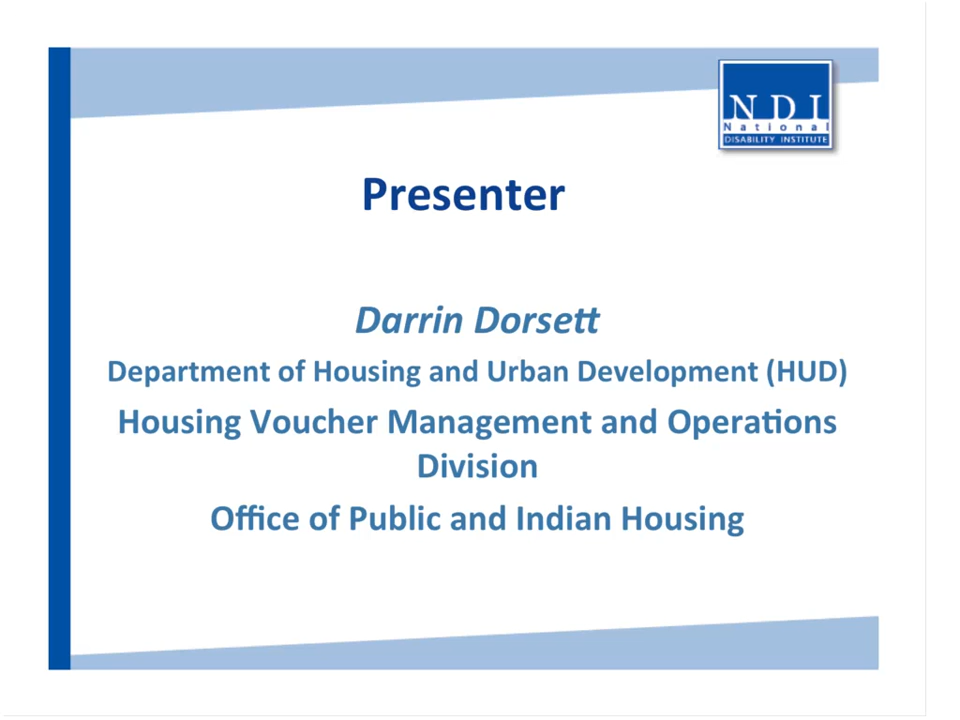 NDI
National
DISABILITY INSTITUTE
Presenter
Darrin Dorsett
Department of Housing and Urban Development (HUD)
Housing Voucher Management and Operations
Division
Office of Public and Indian Housing